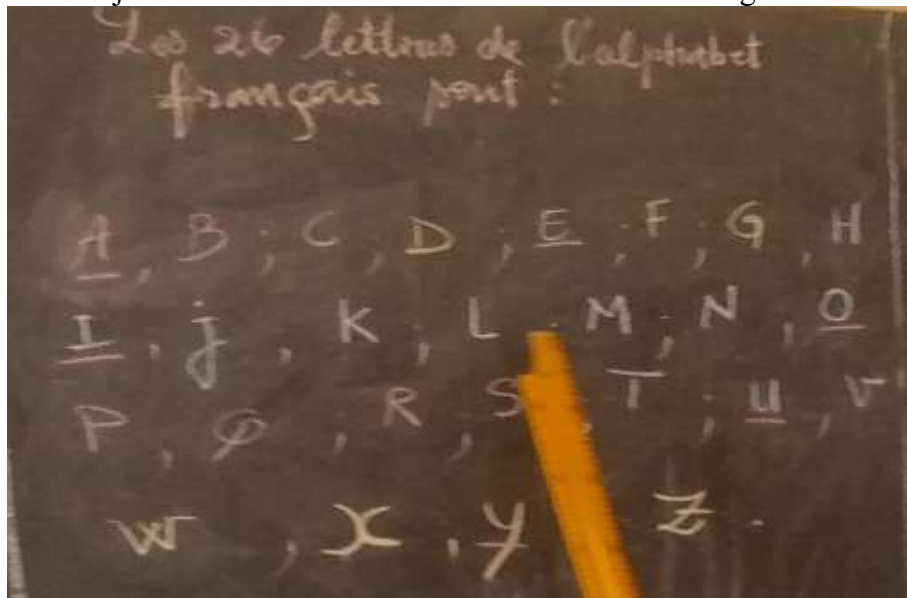 Les 26 lettres de l'alphabet
français sont :
A, B ; C, D ; E ; F ; G, H
I, j, K ; L ; M ; N, O
P, Q ; R ; S, T ; U, V
W, X, Y Z.